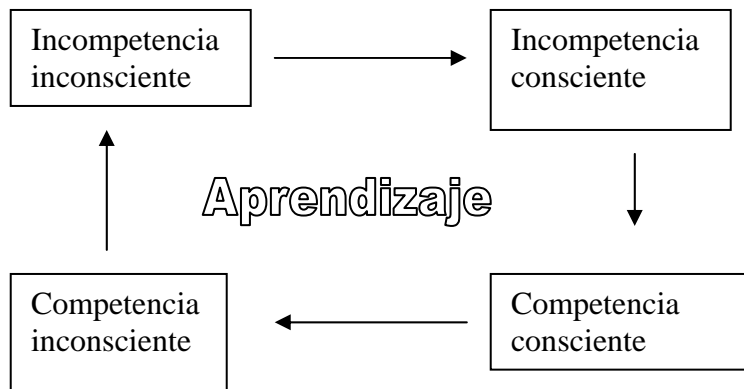 Incompetencia
inconsciente
Incompetencia
consciente
Aprendizaje
Competencia
inconsciente
Competencia
consciente